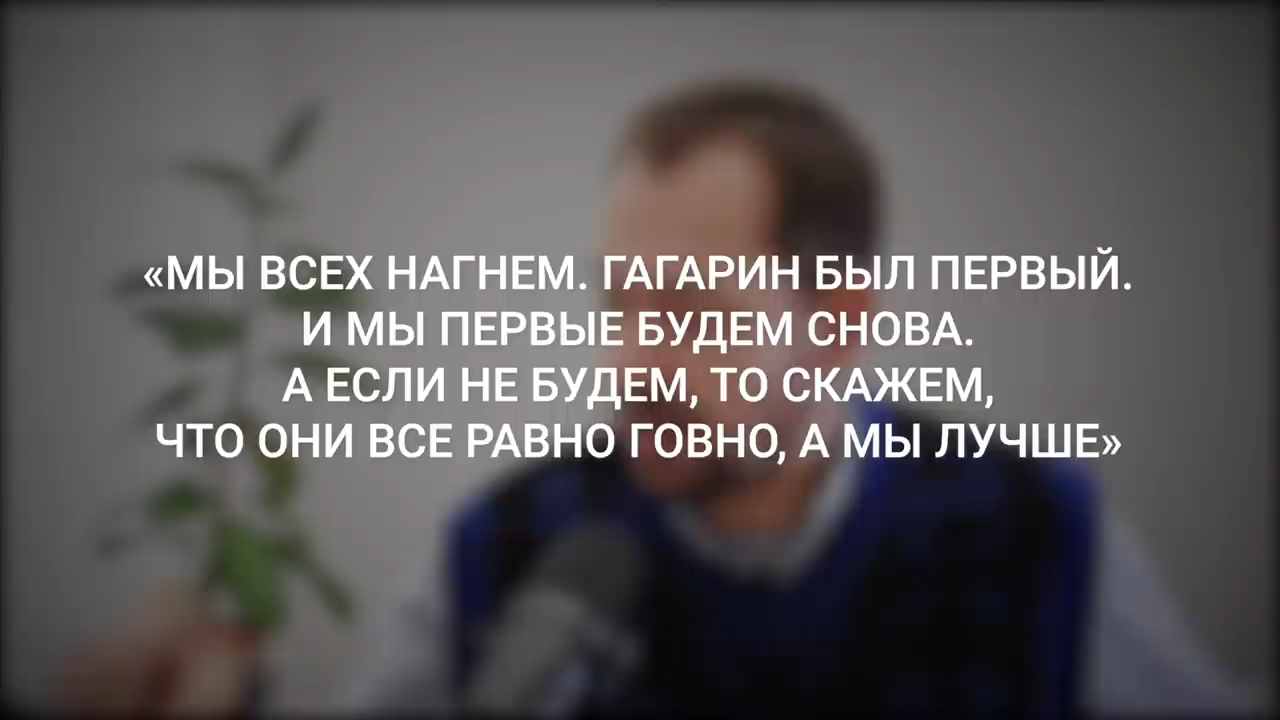 «МЫ ВСЕХ НАГНЕМ. ГАГАРИН БЫЛ ПЕРВЫЙ.
И МЫ ПЕРВЫЕ БУДЕМ СНОВА.
А ЕСЛИ НЕ БУДЕМ, ТО СКАЖЕМ,
ЧТО ОНИ ВСЕ РАВНО ГОВНО, А МЫ ЛУЧШЕ»